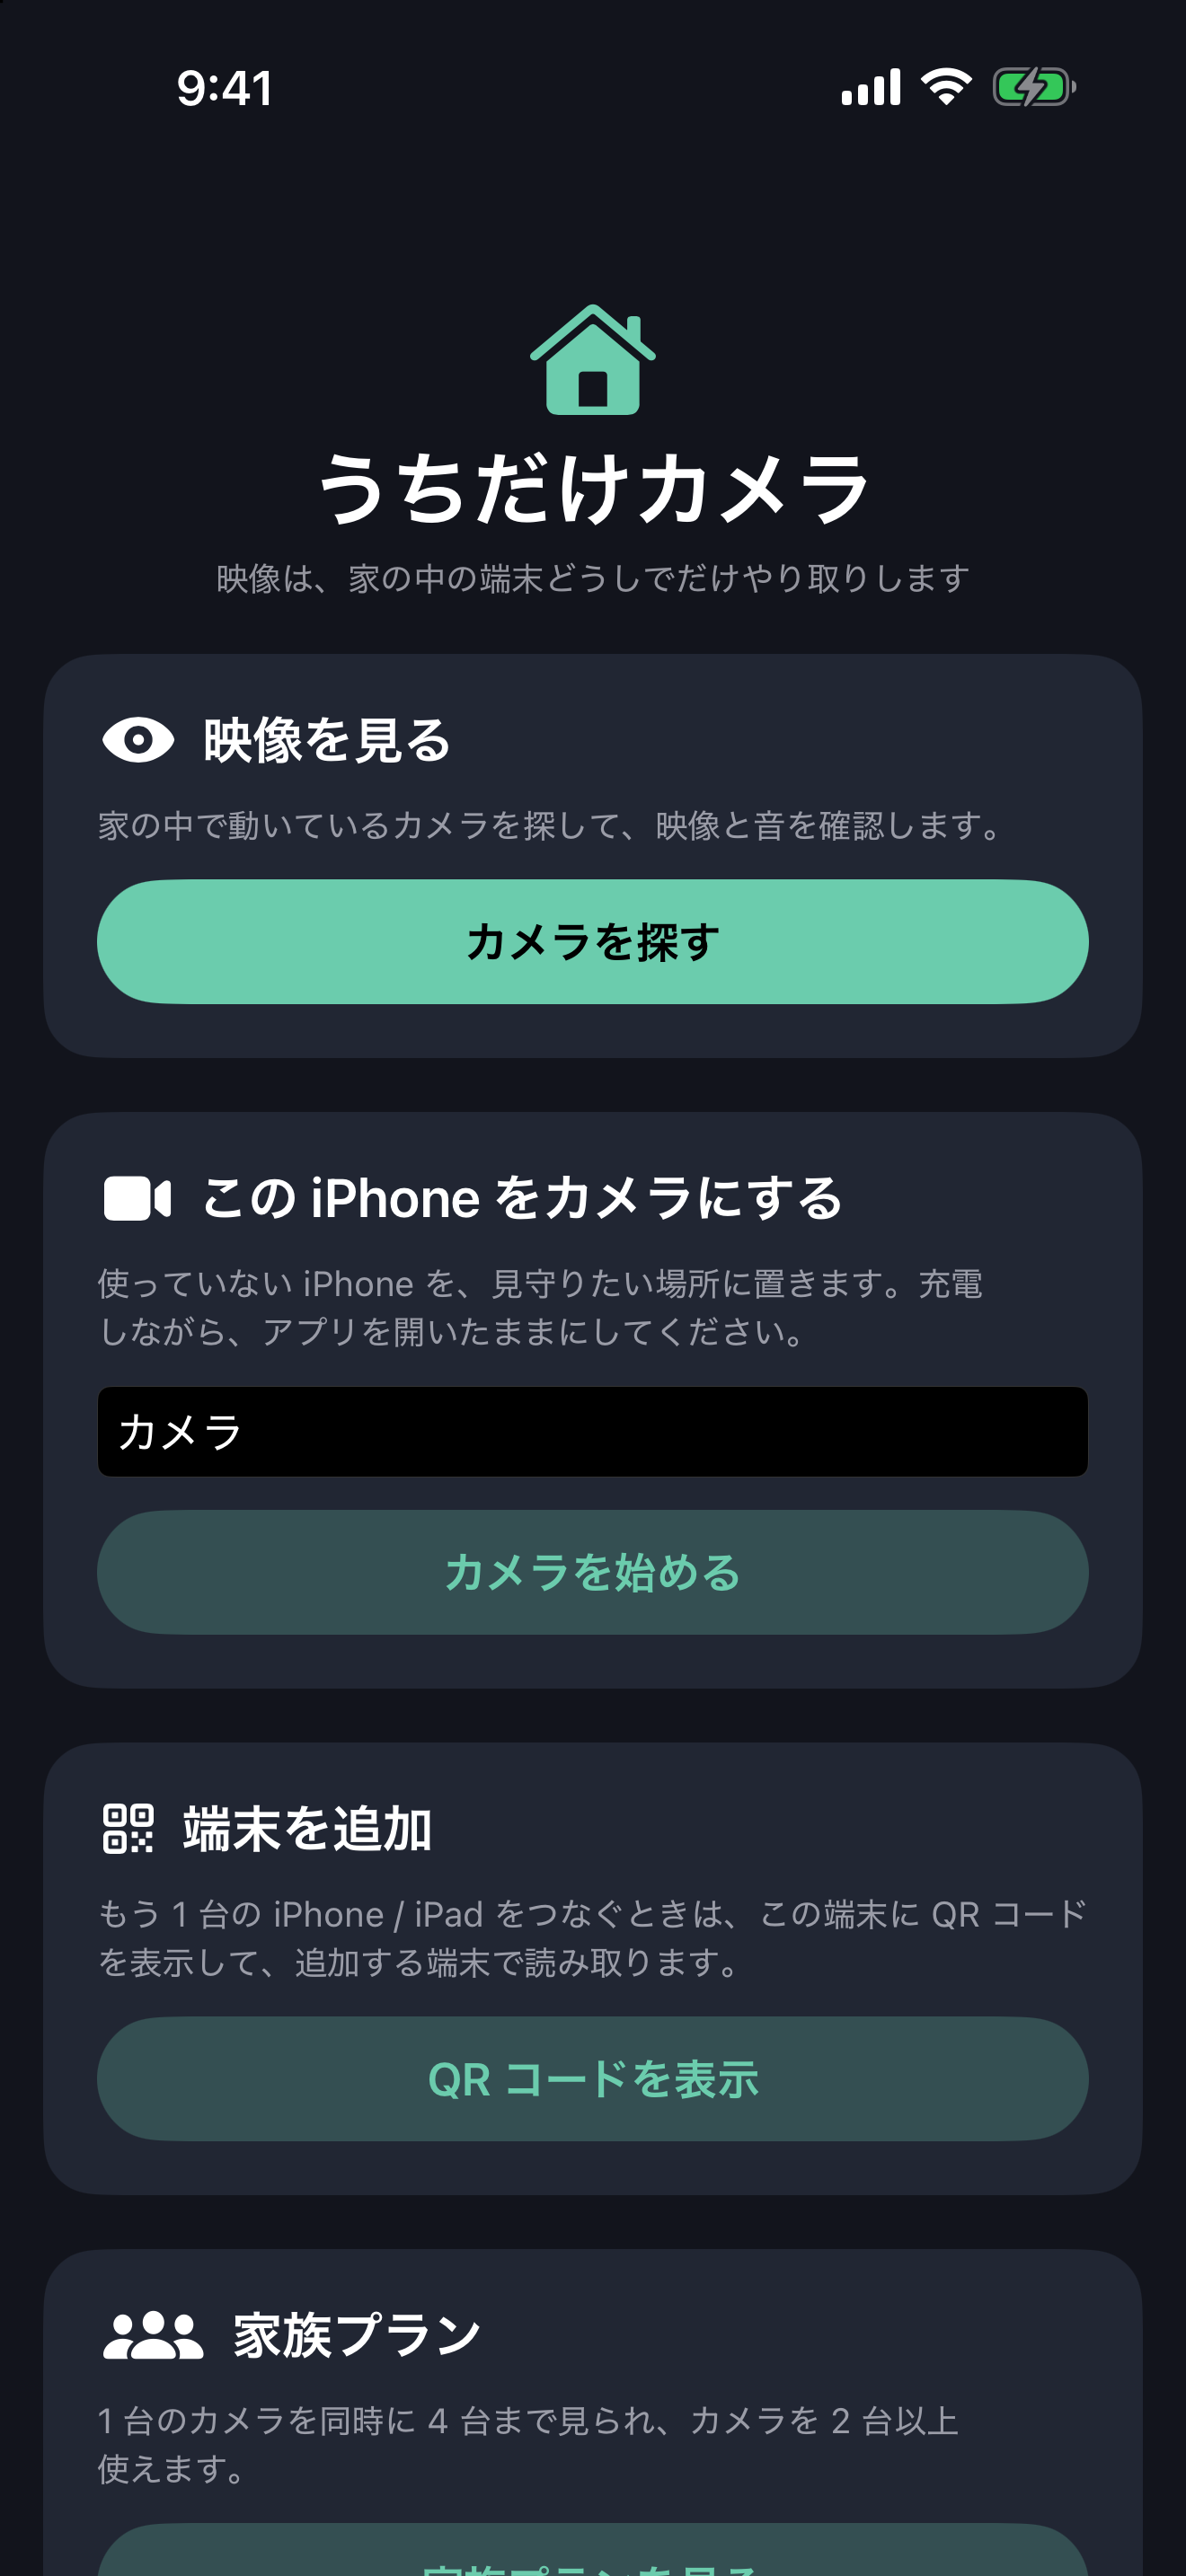 9:41
うちだけカメラ
映像は、家の中の端末どうしでだけやり取りします
映像を見る
家の中で動いているカメラを探して、映像と音を確認します。
カメラを探す
この iPhone をカメラにする
使っていない iPhone を、見守りたい場所に置きます。充電
しながら、アプリを開いたままにしてください。
カメラ
カメラを始める
端末を追加
もう 1 台の iPhone / iPad をつなぐときは、この端末に QR コード
を表示して、追加する端末で読み取ります。
QR コードを表示
家族プラン
1 台のカメラを同時に 4 台まで見られ、カメラを 2 台以上
使えます。
家族プランを見る